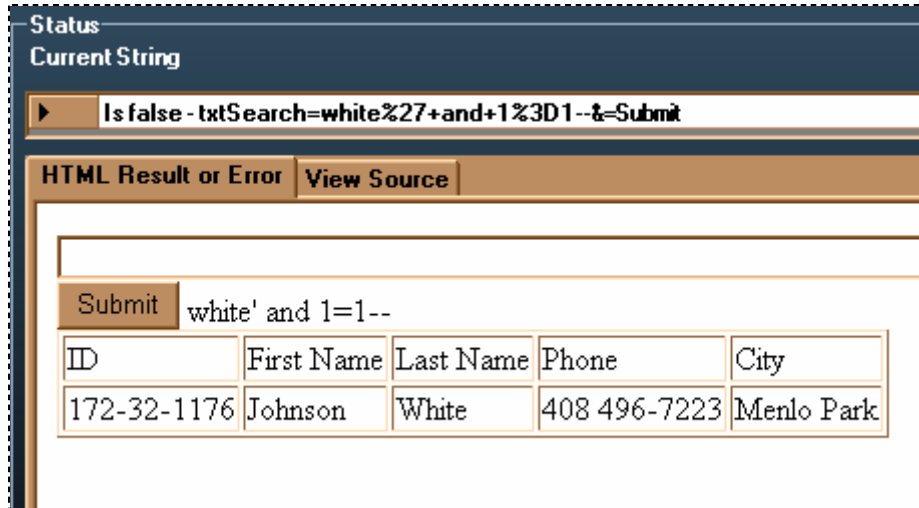 Status
Current String
Is false - txtSearch=white%27+and+1%3D1--&=Submit
HTML Result or Error View Source
Submit white' and 1=1--
ID First Name Last Name Phone City
172-32-1176 Johnson White 408 496-7223 Menlo Park